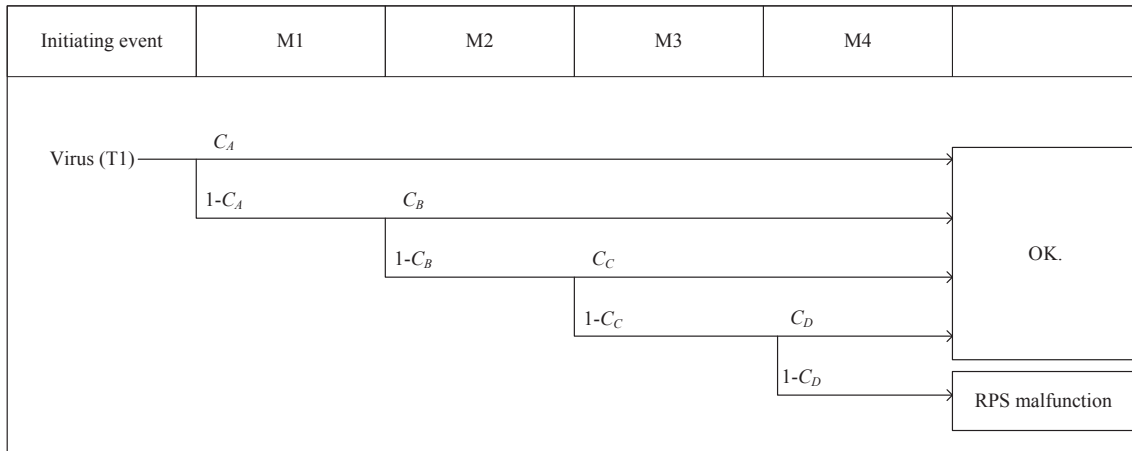 Initiating event M1 M2 M3 M4
C_A
Virus (T1)
1-C_A C_B
1-C_B C_C
OK.
1-C_C C_D
1-C_D
RPS malfunction